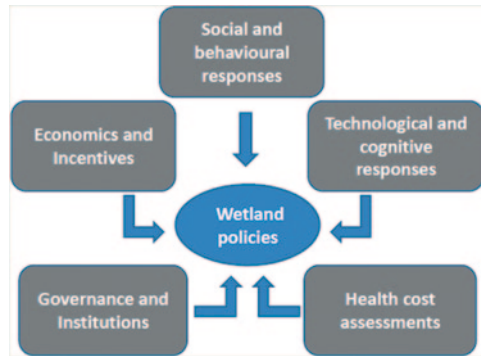 Social and
behavioural
responses
Economics and
Incentives
Technological and
cognitive
responses
Wetland
policies
Governance and
Institutions
Health cost
assessments